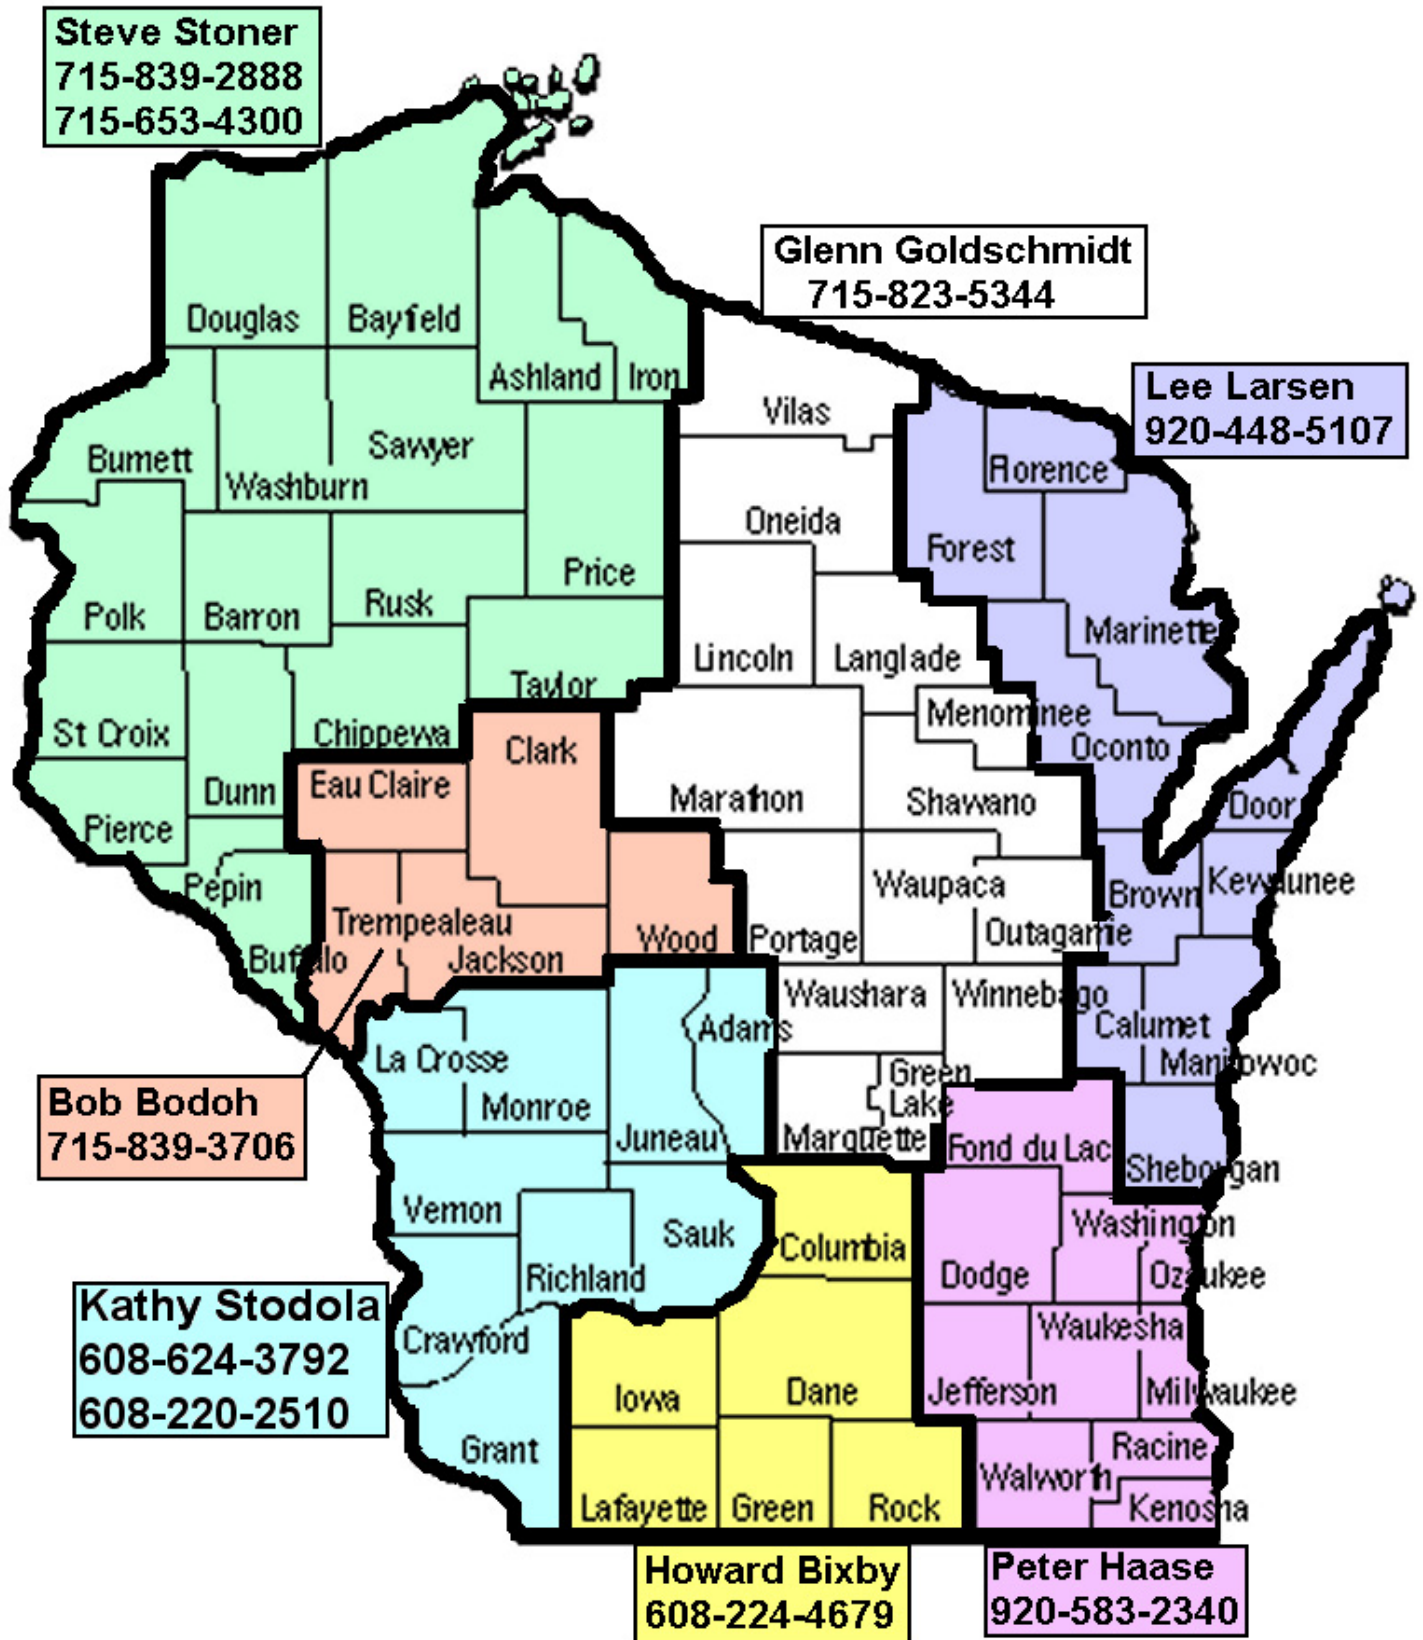 Steve Stoner
715-839-2888
715-653-4300
Glenn Goldschmidt
715-823-5344
Lee Larsen
920-448-5107
Douglas
Bayfield
Ashland
Iron
Vilas
Burnett
Washburn
Sawyer
Florence
Oneida
Forest
Price
Polk
Barron
Rusk
Marinette
Lincoln
Langlade
Taylor
St Croix
Chippewa
Menominee
Oconto
Clark
Dunn
Eau Claire
Marathon
Shawano
Door
Pierce
Pepin
Waupaca
Brown
Kewaunee
Trempealeau
Wood
Portage
Outagamie
Buffalo
Jackson
Waushara
Winnebago
Adams
Calumet
La Crosse
Green
Lake
Manitowoc
Monroe
Juneau
Marquette
Fond du Lac
Sheboygan
Bob Bodoh
715-839-3706
Vernon
Sauk
Columbia
Washington
Richland
Dodge
Ozaukee
Kathy Stodola
608-624-3792
608-220-2510
Crawford
Waukesha
Iowa
Dane
Jefferson
Milwaukee
Grant
Racine
Walworth
Lafayette
Green
Rock
Kenosha
Howard Bixby
608-224-4679
Peter Haase
920-583-2340